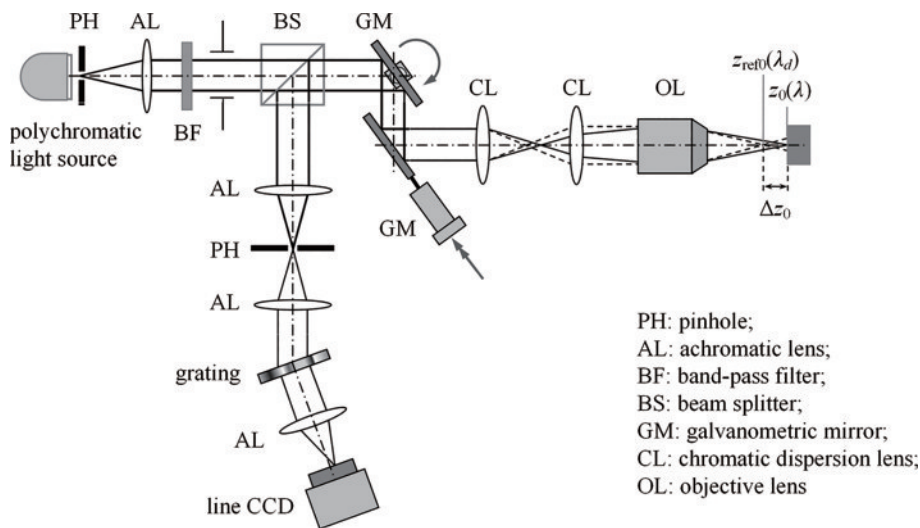 PH AL BS GM
z_ref0(λ_d)
CL CL OL z_0(λ)
polychromatic
light source
BF
AL
GM
Δz_0
PH
AL
grating
AL
line CCD
PH: pinhole;
AL: achromatic lens;
BF: band-pass filter;
BS: beam splitter;
GM: galvanometric mirror;
CL: chromatic dispersion lens;
OL: objective lens